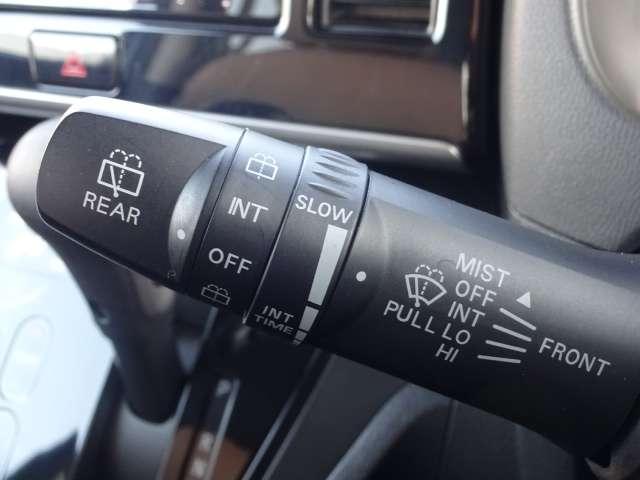 REAR
INT
OFF
SLOW
INT
TIME
MIST
OFF
INT
PULL LO
HI
FRONT